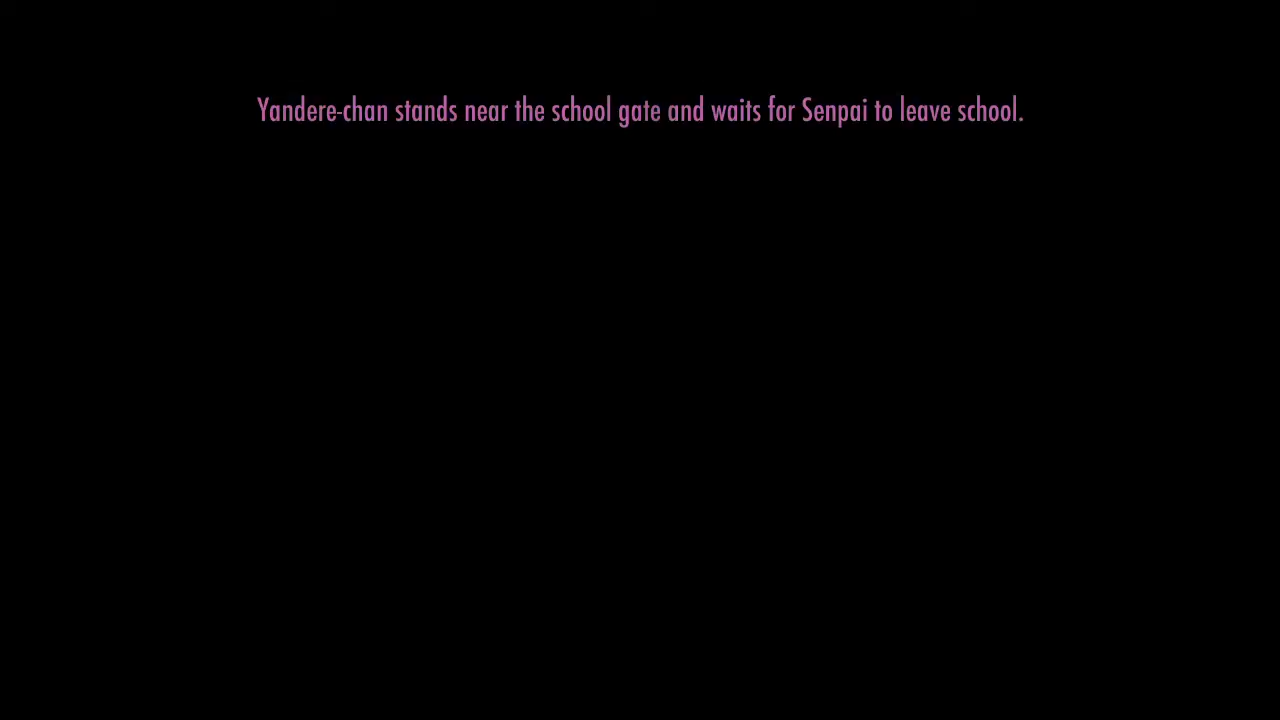 Yandere-chan stands near the school gate and waits for Senpai to leave school.